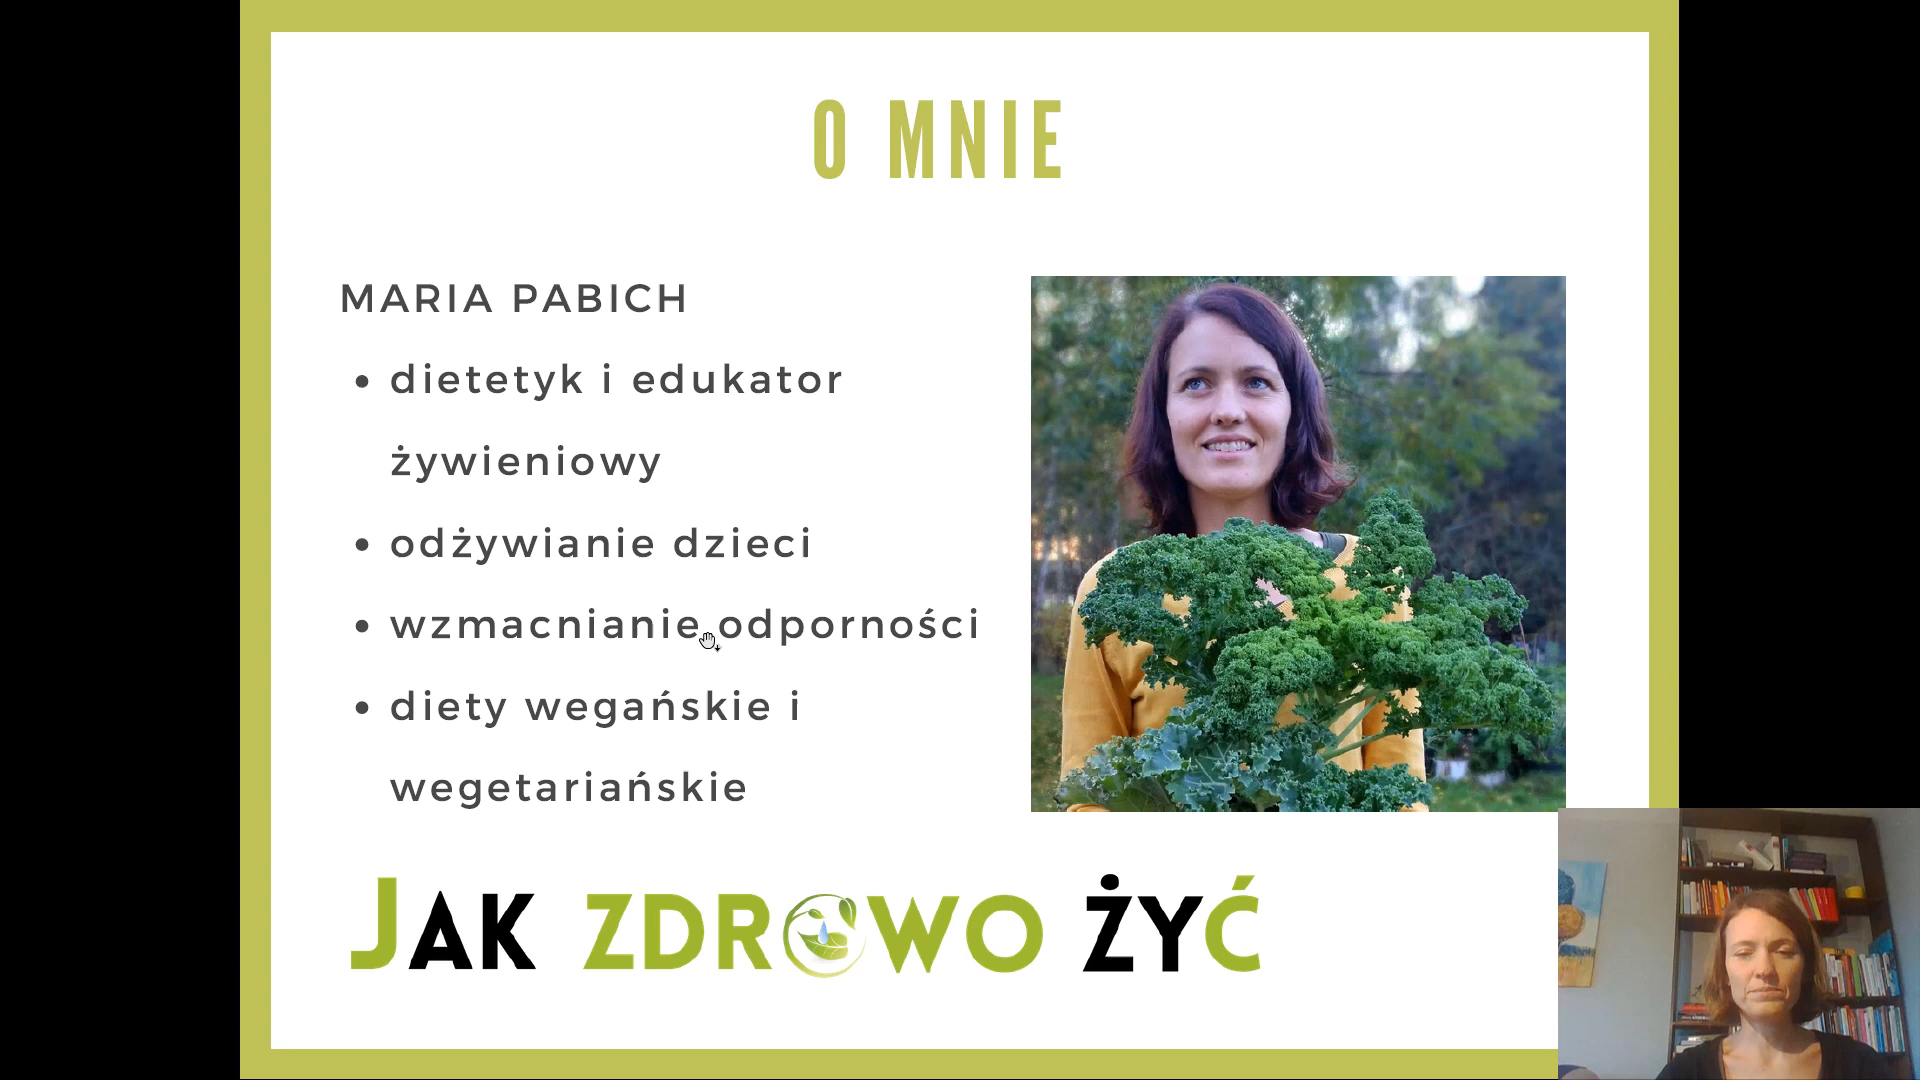 O MNIE
MARIA PABICH
• dietetyk i edukator
żywieniowy
• odżywianie dzieci
• wzmacnianie odporności
• diety wegańskie i
wegetariańskie
JAK ZDROWO ŻYĆ